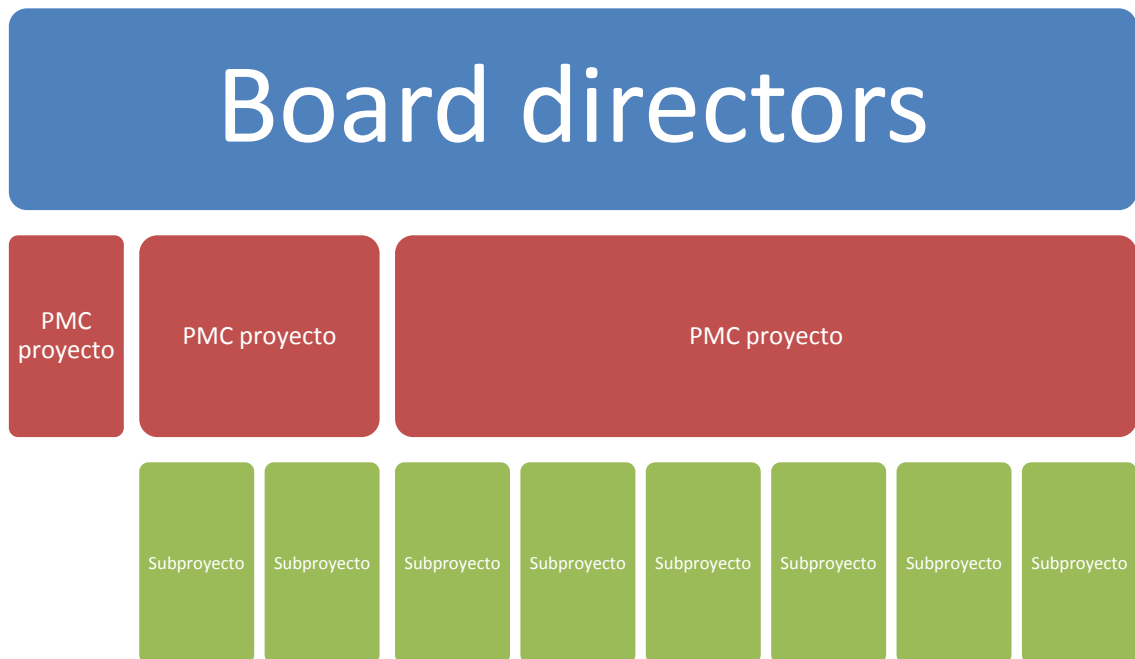 Board directors
PMC
proyecto
PMC proyecto
PMC proyecto
Subproyecto
Subproyecto
Subproyecto
Subproyecto
Subproyecto
Subproyecto
Subproyecto
Subproyecto